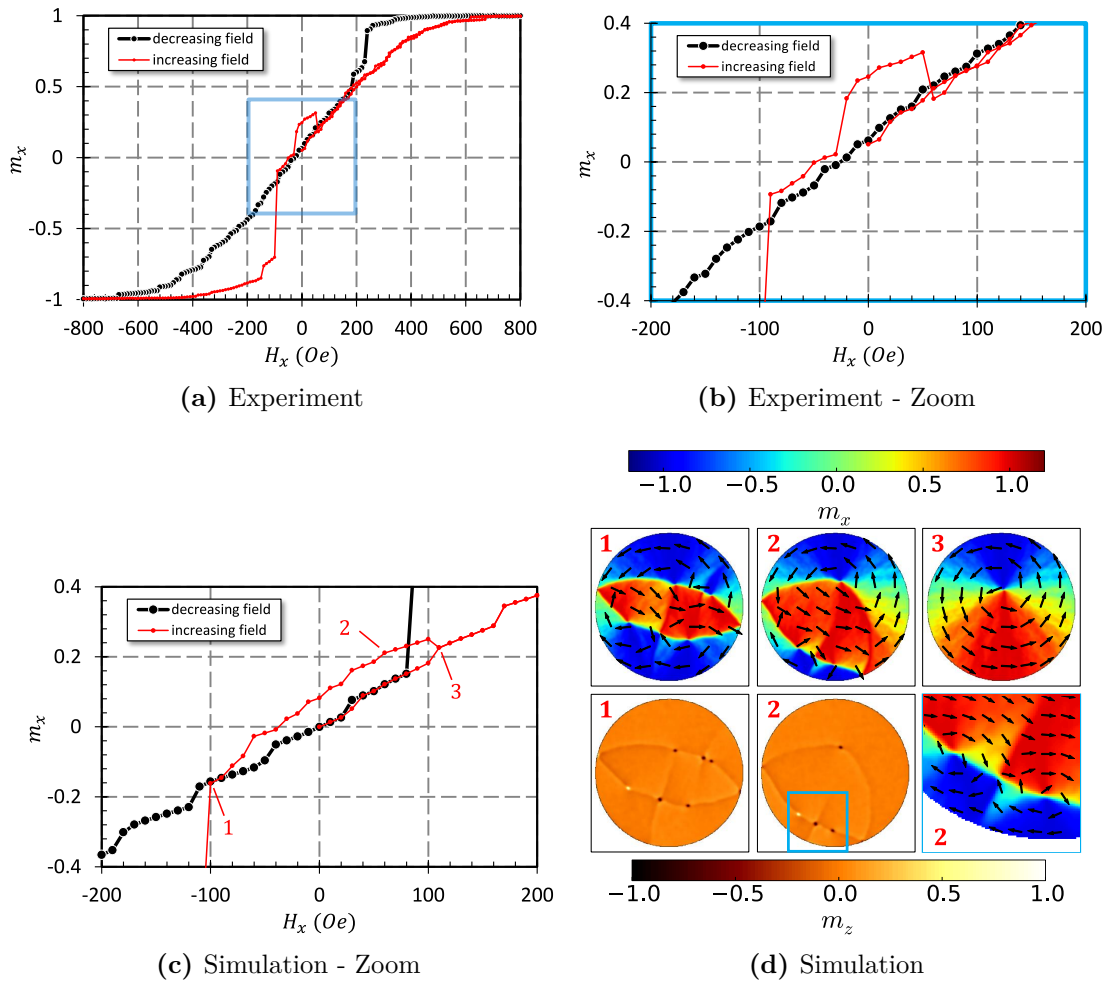 1
0.5
0
-0.5
-1
-800 -600 -400 -200 0 200 400 600 800
m_x
H_x (Oe)
decreasing field
increasing field
(a) Experiment
0.4
0.2
0
-0.2
-0.4
-200 -100 0 100 200
m_x
H_x (Oe)
decreasing field
increasing field
(b) Experiment - Zoom
0.4
0.2
0
-0.2
-0.4
-200 -100 0 100 200
m_x
H_x (Oe)
decreasing field
increasing field
1
2
3
(c) Simulation - Zoom
−1.0 −0.5 0.0 0.5 1.0
m_x
1 2 3
1 2 2
−1.0 −0.5 0.0 0.5 1.0
m_z
(d) Simulation